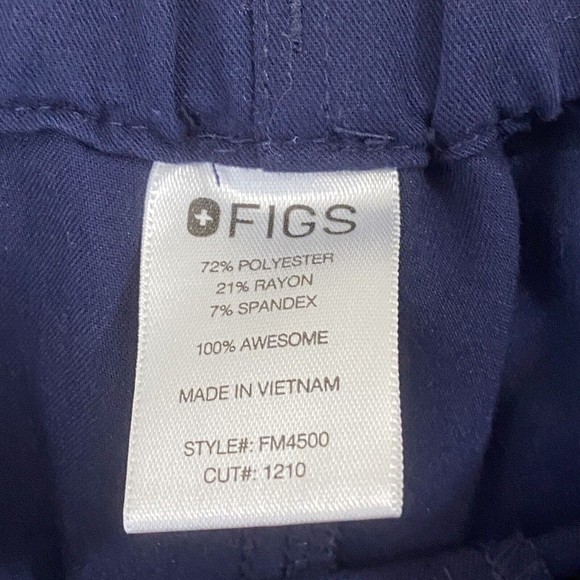 FIGS
72% POLYESTER
21% RAYON
7% SPANDEX
100% AWESOME
MADE IN VIETNAM
STYLE#: FM4500
CUT#: 1210